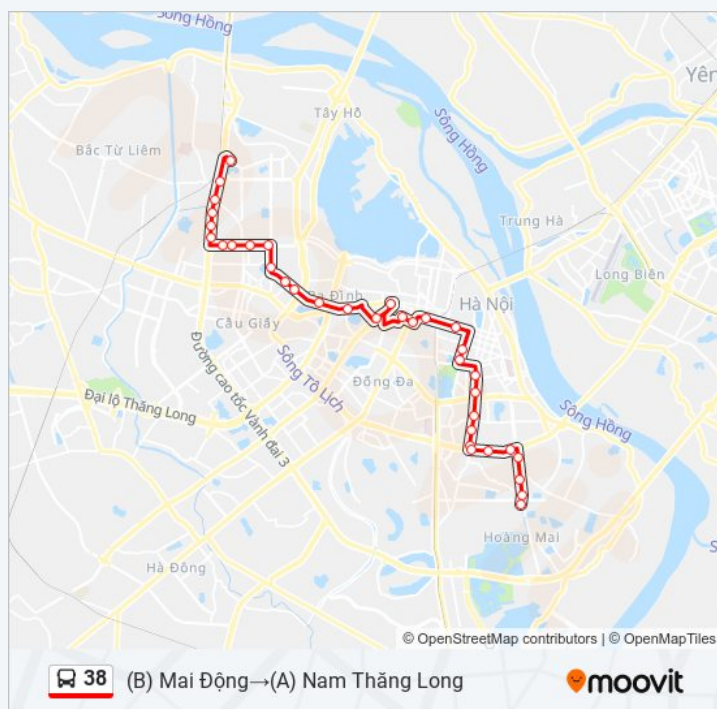 Sông Hồng
Yên
Tây Hồ
Bắc Từ Liêm
Sông Hồng
Trung Hà
Long Biên
Ba Đình
Hà Nội
Cầu Giấy
Sông Tô Lịch
Đống Đa
Đường cao tốc Vành đai 3
Đại lộ Thăng Long
Sông Hồng
Hoàng Mai
Hà Đông
S
© OpenStreetMap contributors | © OpenMapTiles
38 (B) Mai Động→(A) Nam Thăng Long moovit